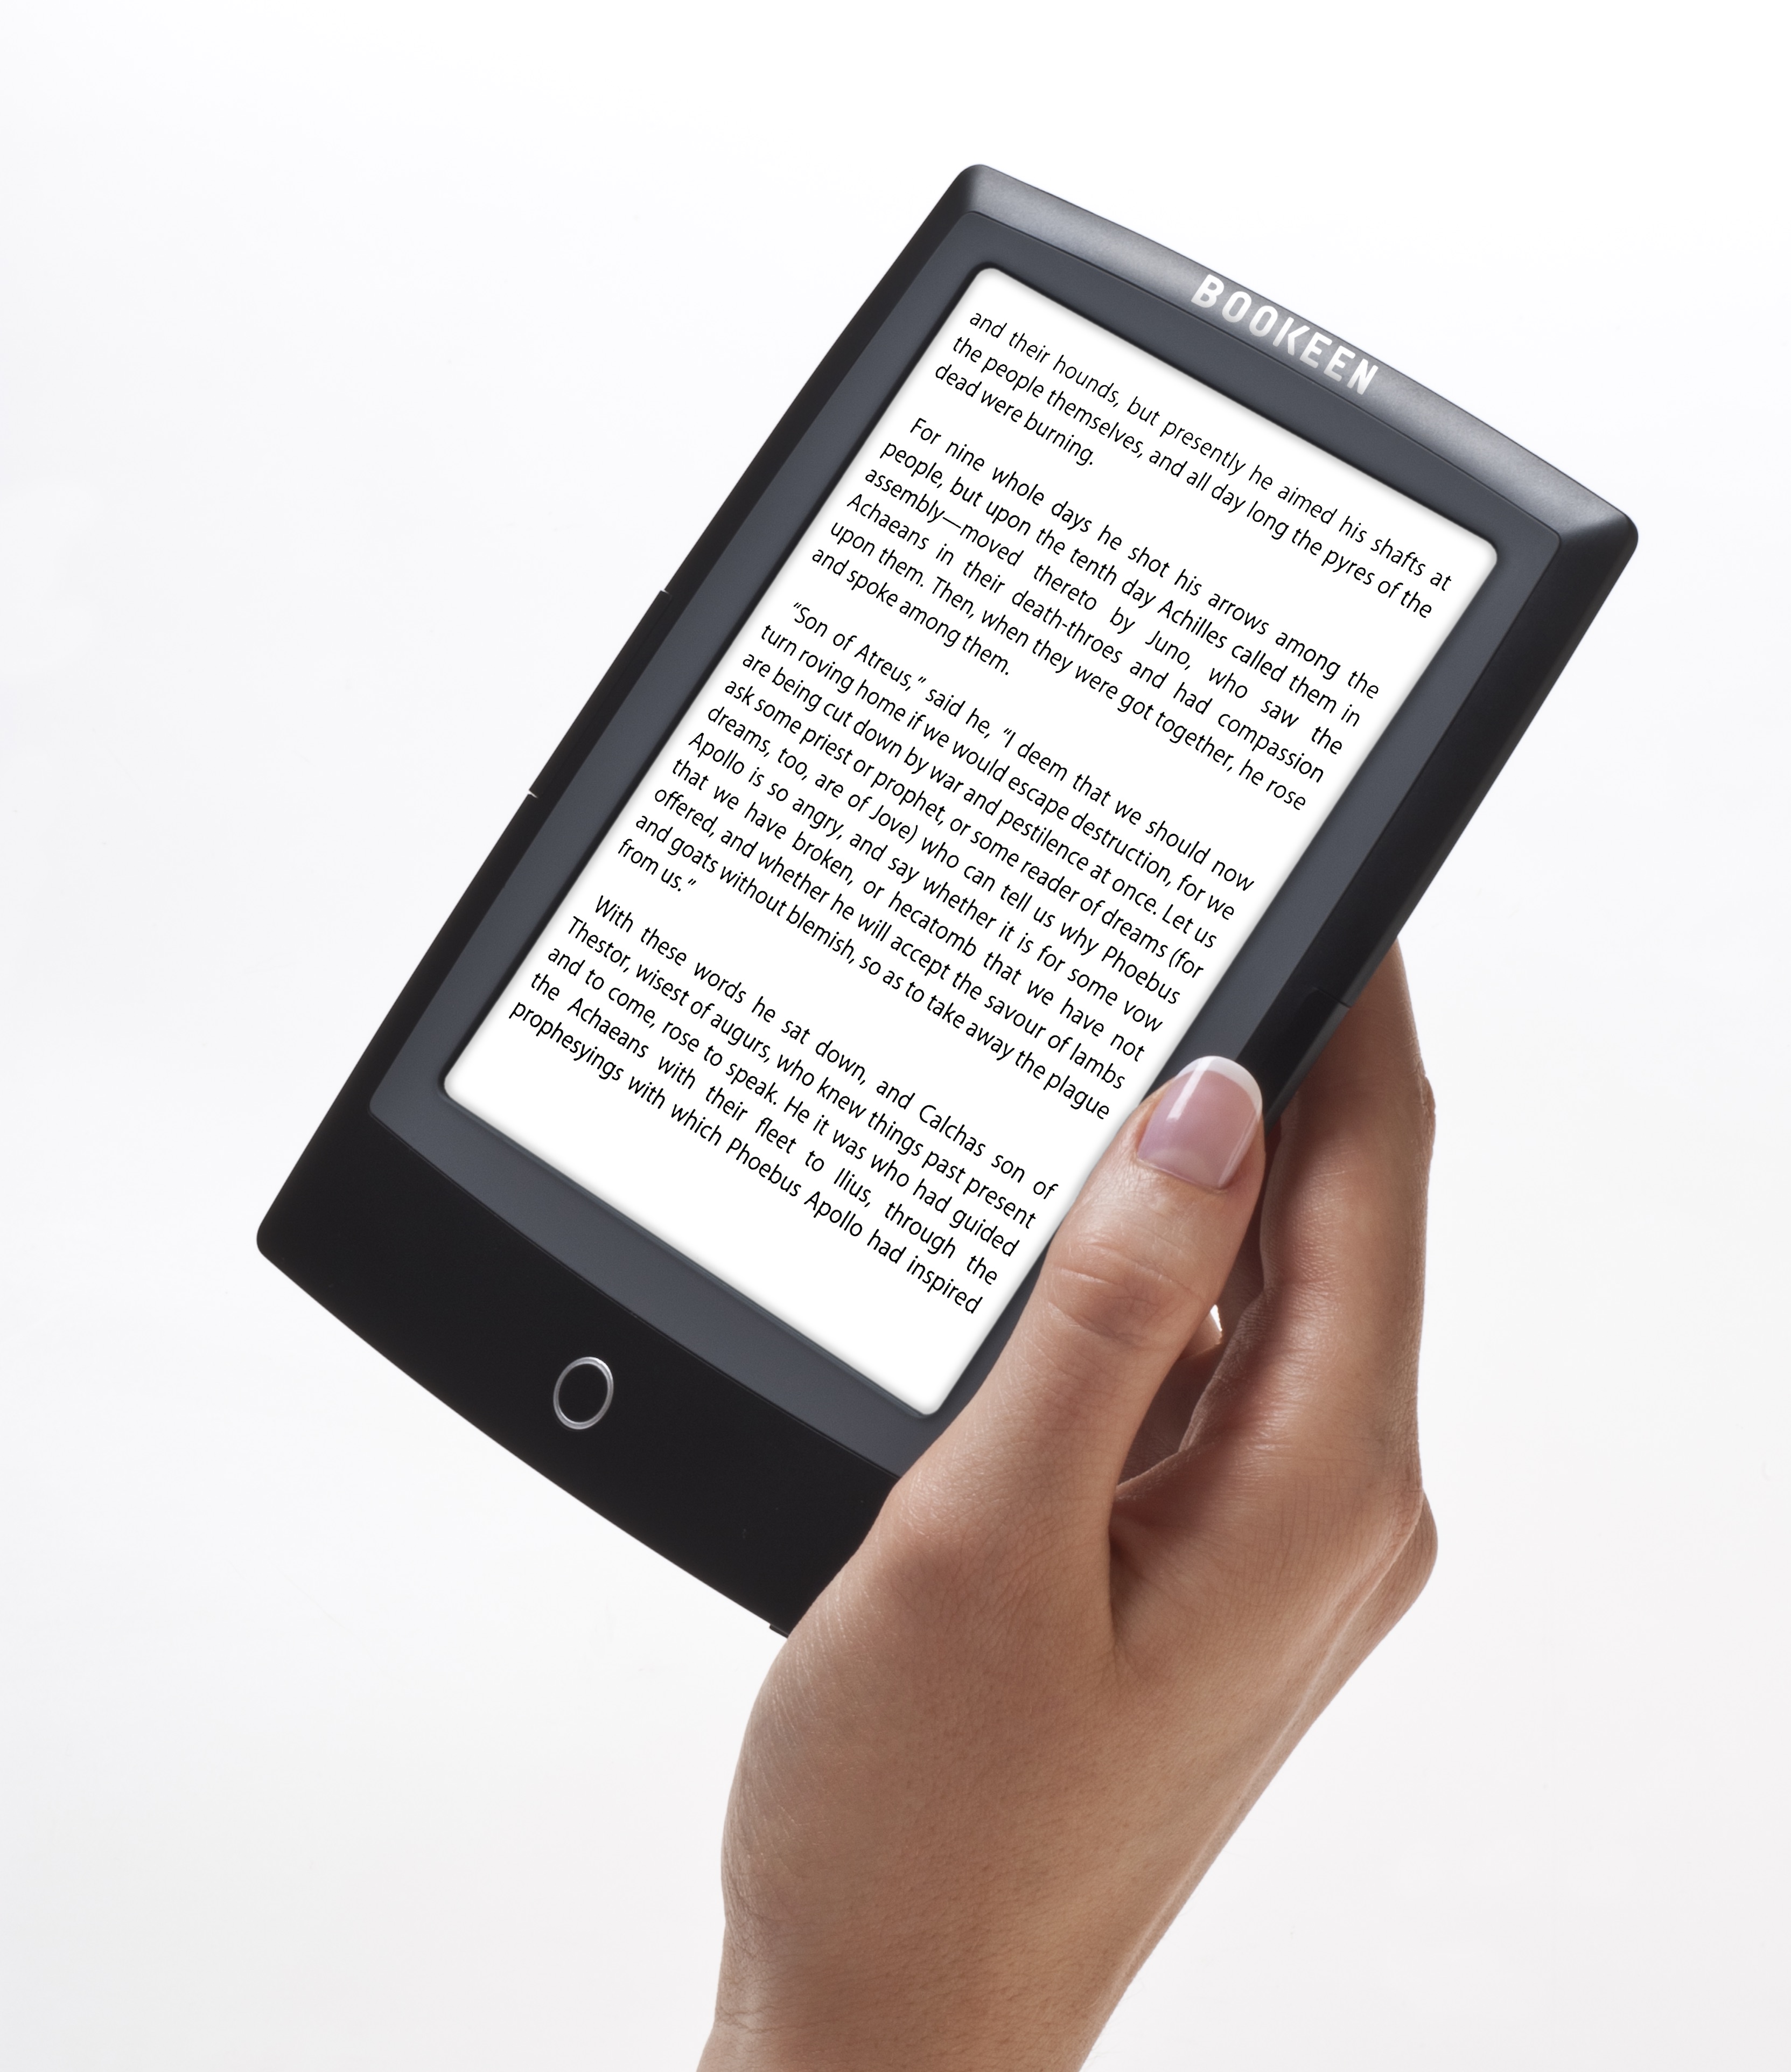 BOOKEEN
and their hounds, but presently he aimed his shafts at
the people themselves, and all day long the pyres of the
dead were burning.
For nine whole days he shot his arrows among the
people, but upon the tenth day Achilles called them in
assembly—moved thereto by Juno, who saw the
Achaeans in their death-throes and had compassion
upon them. Then, when they were got together, he rose
and spoke among them.
“Son of Atreus,” said he, “I deem that we should now
turn roving home if we would escape destruction, for we
are being cut down by war and pestilence at once. Let us
ask some priest or prophet, or some reader of dreams (for
dreams, too, are of Jove) who can tell us why Phoebus
Apollo is so angry, and say whether it is for some vow
that we have broken, or hecatomb that we have not
offered, and whether he will accept the savour of lambs
and goats without blemish, so as to take away the plague
from us.”
With these words he sat down, and Calchas son of
Thestor, wisest of augurs, who knew things past present
and to come, rose to speak. He it was who had guided
the Achaeans with their fleet to Ilius, through the
prophesyings with which Phoebus Apollo had inspired